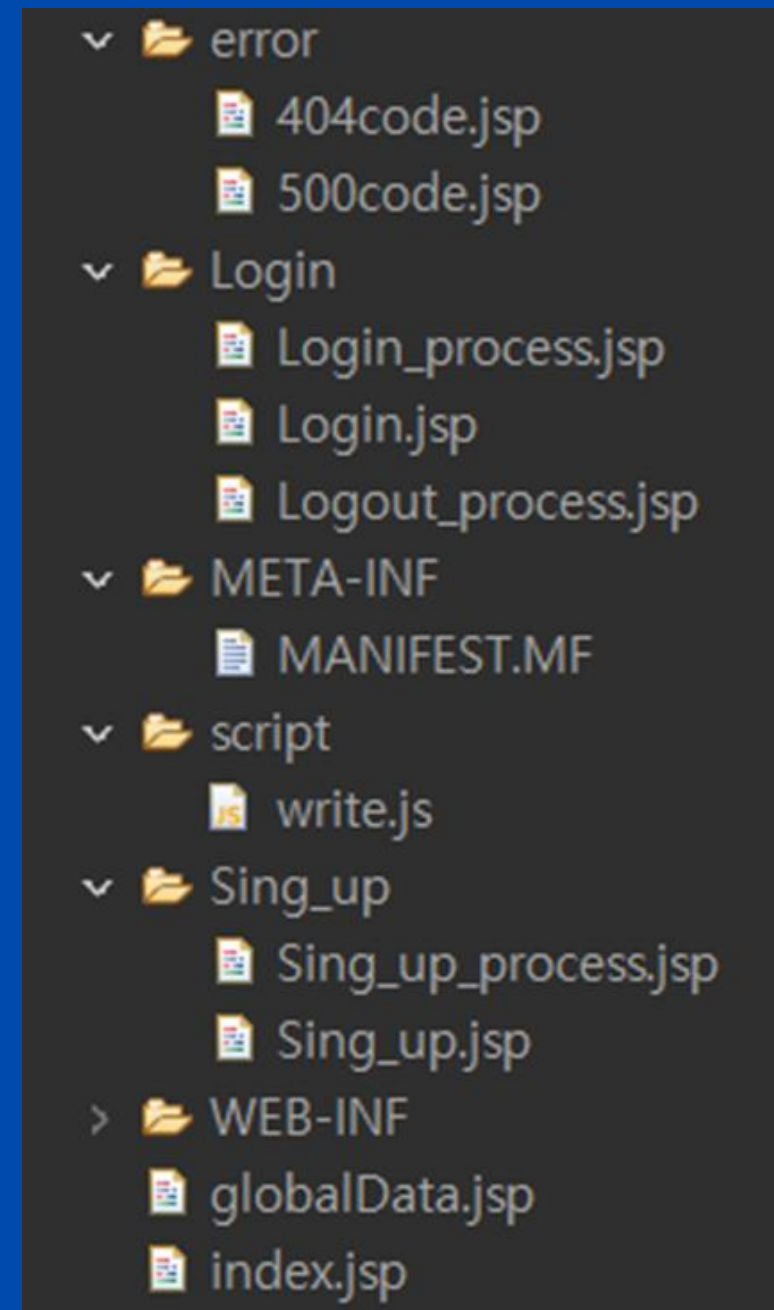 error
404code.jsp
500code.jsp
Login
Login_process.jsp
Login.jsp
Logout_process.jsp
META-INF
MANIFEST.MF
script
JS write.js
Sing_up
Sing_up_process.jsp
Sing_up.jsp
WEB-INF
globalData.jsp
index.jsp